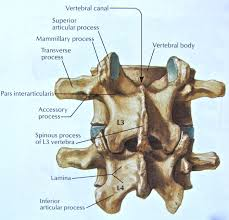 Vertebral canal
Superior
articular process
Mammillary process
Transverse
process
Vertebral body
Pars interarticularis
Accessory
process
L3
Spinous process
of L3 vertebra
Lamina
L4
Inferior
articular process